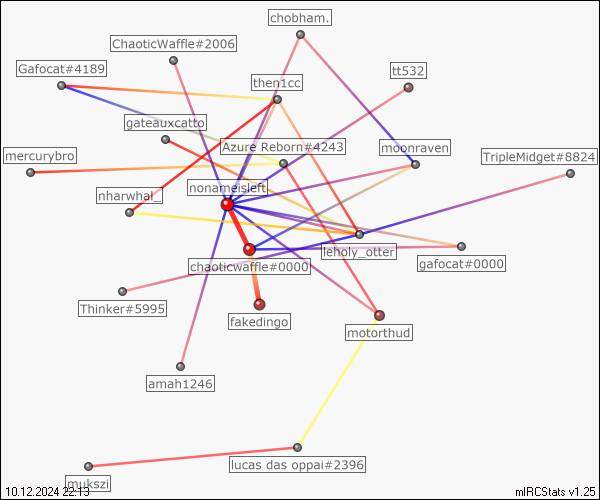 chobham.
ChaoticWaffle#2006
Gafocat#4189
tt532
then1cc
gateauxcatto
Azure Reborn#4243
moonraven
mercurybro
TripleMidget#8824
nonameisleft
nharwhal_
leholy_otter
chaoticwaffle#0000
gafocat#0000
Thinker#5995
fakedingo
motorthud
amah1246
lucas das oppai#2396
mukszi
10.12.2024 22:13
mIRCStats v1.25